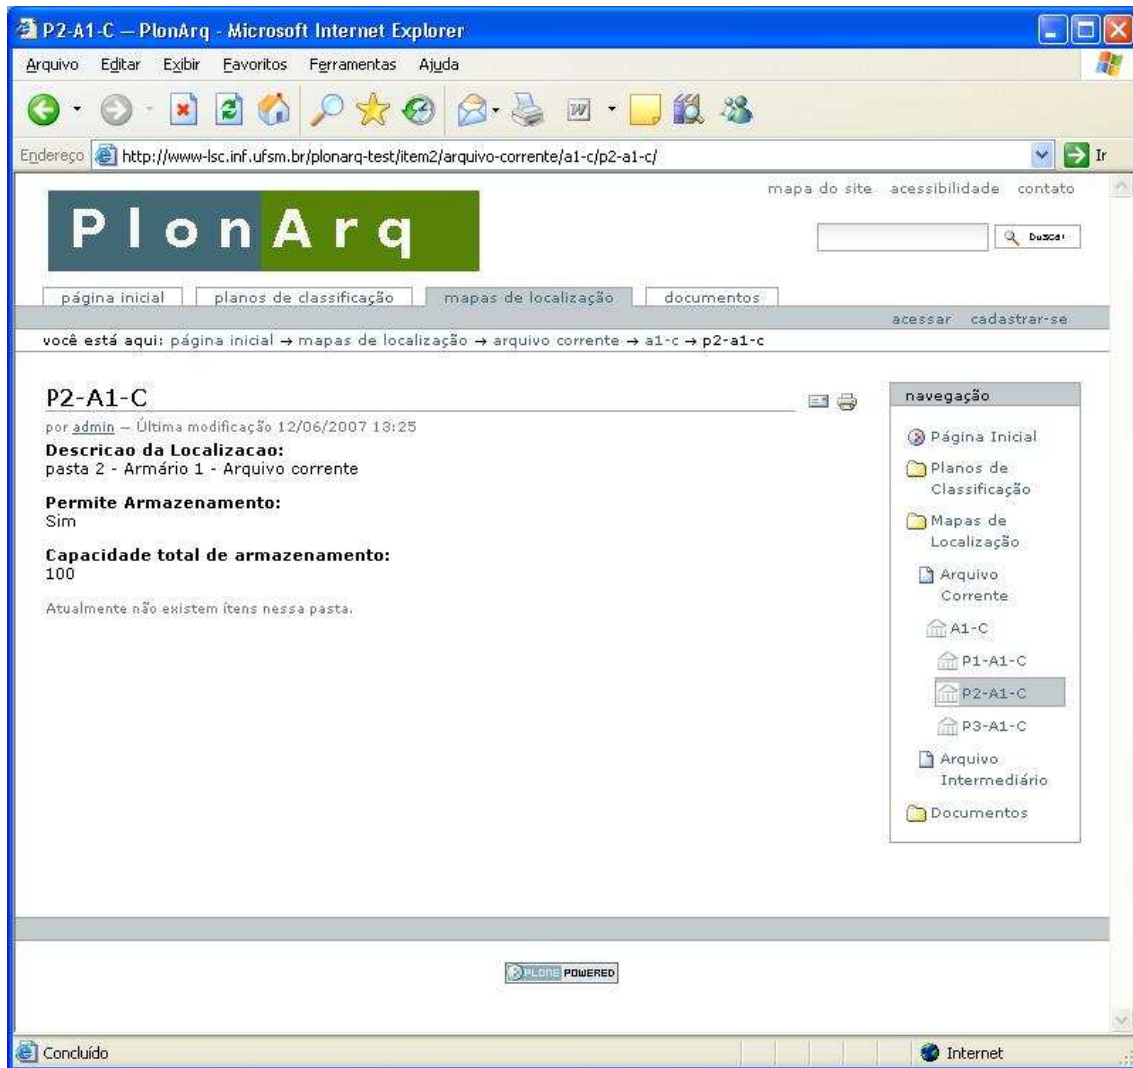 P2-A1-C — PlonArq - Microsoft Internet Explorer
Arquivo Editar Exibir Favoritos Ferramentas Ajuda
Endereço http://www-lsc.inf.ufsm.br/plonarq-test/item2/arquivo-corrente/a1-c/p2-a1-c/ Ir
mapa do site acessibilidade contato
PlonArq
Buscar
página inicial planos de classificação mapas de localização documentos
acessar cadastrar-se
você está aqui: página inicial → mapas de localização → arquivo corrente → a1-c → p2-a1-c
P2-A1-C
por admin — Última modificação 12/06/2007 13:25
Descricao da Localizacao:
pasta 2 - Armário 1 - Arquivo corrente
Permite Armazenamento:
Sim
Capacidade total de armazenamento:
100
Atualmente não existem ítens nessa pasta.
navegação
Página Inicial
Planos de
Classificação
Mapas de
Localização
Arquivo
Corrente
A1-C
P1-A1-C
P2-A1-C
P3-A1-C
Arquivo
Intermediário
Documentos
PLONE POWERED
Concluído Internet